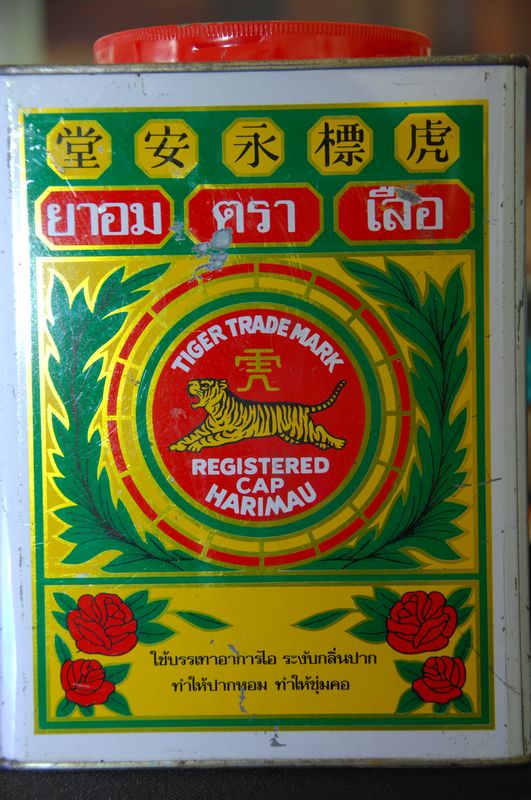 堂安永標虎
ยาอม ตรา เสือ
TIGER TRADE MARK
REGISTERED
CAP
HARIMAU
ใช้บรรเทาอาการไอ ระงับกลิ่นปาก
ทำให้ปากหอม ทำให้ชุ่มคอ